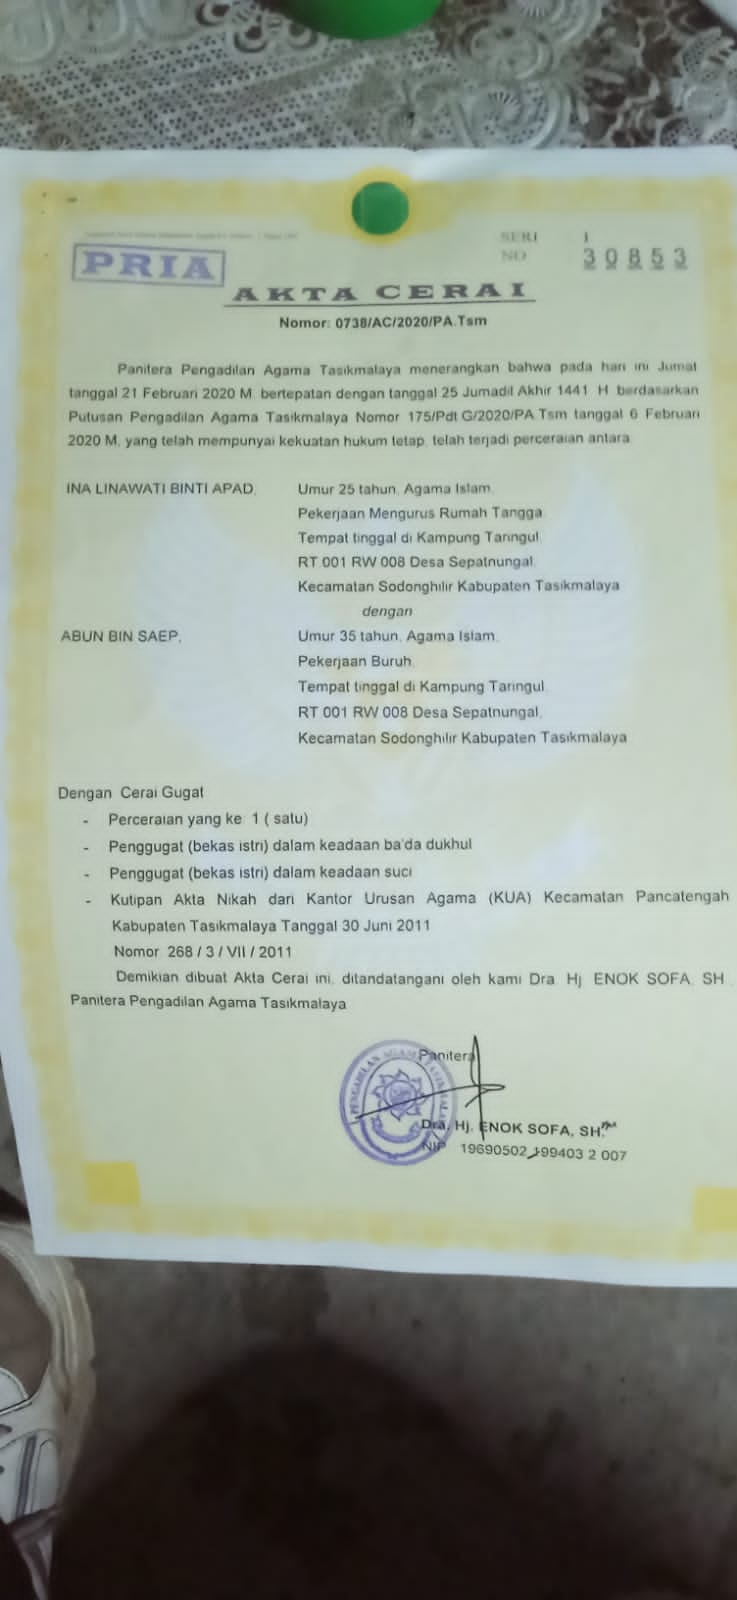 SERI I
NO 30853
PRIA
AKTA CERAI
Nomor: 0738/AC/2020/PA.Tsm
Panitera Pengadilan Agama Tasikmalaya menerangkan bahwa pada hari ini Jumat
tanggal 21 Februari 2020 M. bertepatan dengan tanggal 25 Jumadil Akhir 1441 H berdasarkan
Putusan Pengadilan Agama Tasikmalaya Nomor 175/Pdt G/2020/PA.Tsm tanggal 6 Februari
2020 M, yang telah mempunyai kekuatan hukum tetap, telah terjadi perceraian antara
INA LINAWATI BINTI APAD, Umur 25 tahun, Agama Islam,
Pekerjaan Mengurus Rumah Tangga
Tempat tinggal di Kampung Taringul,
RT.001 RW 008 Desa Sepatnungal,
Kecamatan Sodonghilir Kabupaten Tasikmalaya
dengan
ABUN BIN SAEP, Umur 35 tahun, Agama Islam,
Pekerjaan Buruh,
Tempat tinggal di Kampung Taringul,
RT 001 RW 008 Desa Sepatnungal,
Kecamatan Sodonghilir Kabupaten Tasikmalaya
Dengan Cerai Gugat
- Perceraian yang ke 1 ( satu)
- Penggugat (bekas istri) dalam keadaan ba'da dukhul
- Penggugat (bekas istri) dalam keadaan suci
- Kutipan Akta Nikah dari Kantor Urusan Agama (KUA) Kecamatan Pancatengah
Kabupaten Tasikmalaya Tanggal 30 Juni 2011
Nomor 268 / 3 / VII / 2011
Demikian dibuat Akta Cerai ini, ditandatangani oleh kami Dra. Hj ENOK SOFA, SH.
Panitera Pengadilan Agama Tasikmalaya
Panitera
PENGADILAN AGAMA TASIKMALAYA
Dra. Hj. ENOK SOFA, SH.
NIP 19690502 199403 2 007